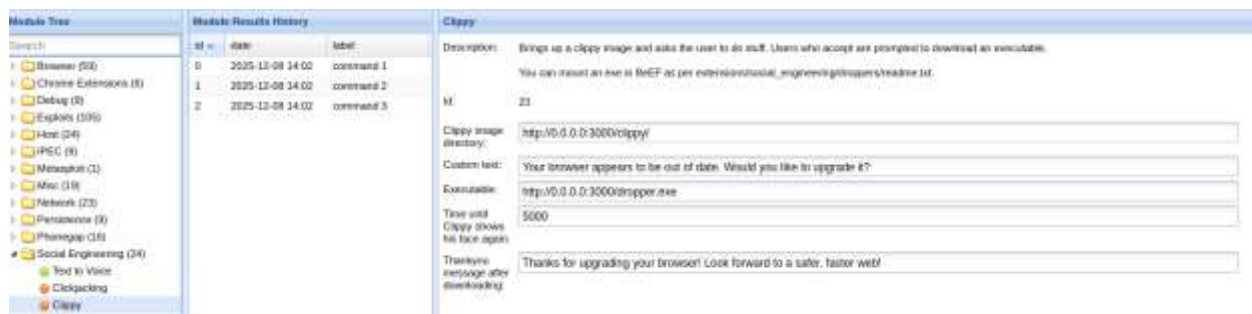 Module Tree
Search
Browser (59)
Chrome Extensions (6)
Debug (9)
Exploits (106)
Host (24)
IPEC (9)
Metasploit (1)
Misc (19)
Network (23)
Persistence (9)
Phonegap (16)
Social Engineering (24)
Text to Voice
Clickjacking
Clippy
Module Results History
id date label
0 2025-12-08 14:02 command 1
1 2025-12-08 14:02 command 2
2 2025-12-08 14:02 command 3
Clippy
Description: Brings up a clippy image and asks the user to do stuff. Users who accept are prompted to download an executable.
You can mount an exe in BeEF as per extensions/social_engineering/droppers/readme.txt.
Id: 23
Clippy image directory: http://0.0.0.0:3000/clippy/
Custom text: Your browser appears to be out of date. Would you like to upgrade it?
Executable: http://0.0.0.0:3000/dropper.exe
Time until Clippy shows his face again: 5000
Thankyou message after downloading: Thanks for upgrading your browser! Look forward to a safer, faster web!